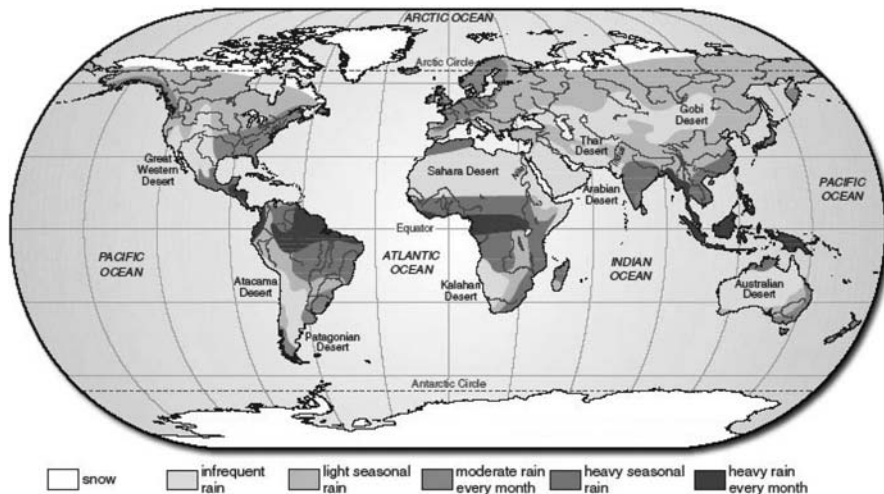 ARCTIC OCEAN
Arctic Circle
Gobi
Desert
Thar
Desert
Great
Western
Desert
Sahara Desert
Arabian
Desert
PACIFIC
OCEAN
Equator
PACIFIC
OCEAN
ATLANTIC
OCEAN
INDIAN
OCEAN
Atacama
Desert
Kalahari
Desert
Australian
Desert
Patagonian
Desert
Antarctic Circle
snow
infrequent
rain
light seasonal
rain
moderate rain
every month
heavy seasonal
rain
heavy rain
every month